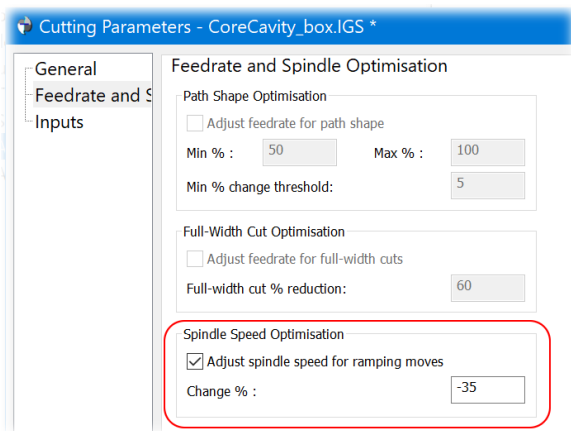 Cutting Parameters - CoreCavity_box.IGS *
General
Feedrate and S
Inputs
Feedrate and Spindle Optimisation
Path Shape Optimisation
Adjust feedrate for path shape
Min % : 50 Max % : 100
Min % change threshold: 5
Full-Width Cut Optimisation
Adjust feedrate for full-width cuts
Full-width cut % reduction: 60
Spindle Speed Optimisation
Adjust spindle speed for ramping moves
Change % : -35